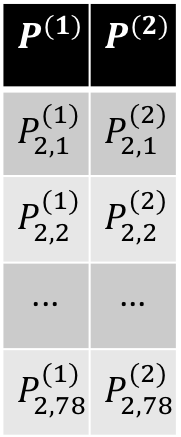 P^(1) P^(2)
P_{2,1}^(1) P_{2,1}^(2)
P_{2,2}^(1) P_{2,2}^(2)
... ...
P_{2,78}^(1) P_{2,78}^(2)